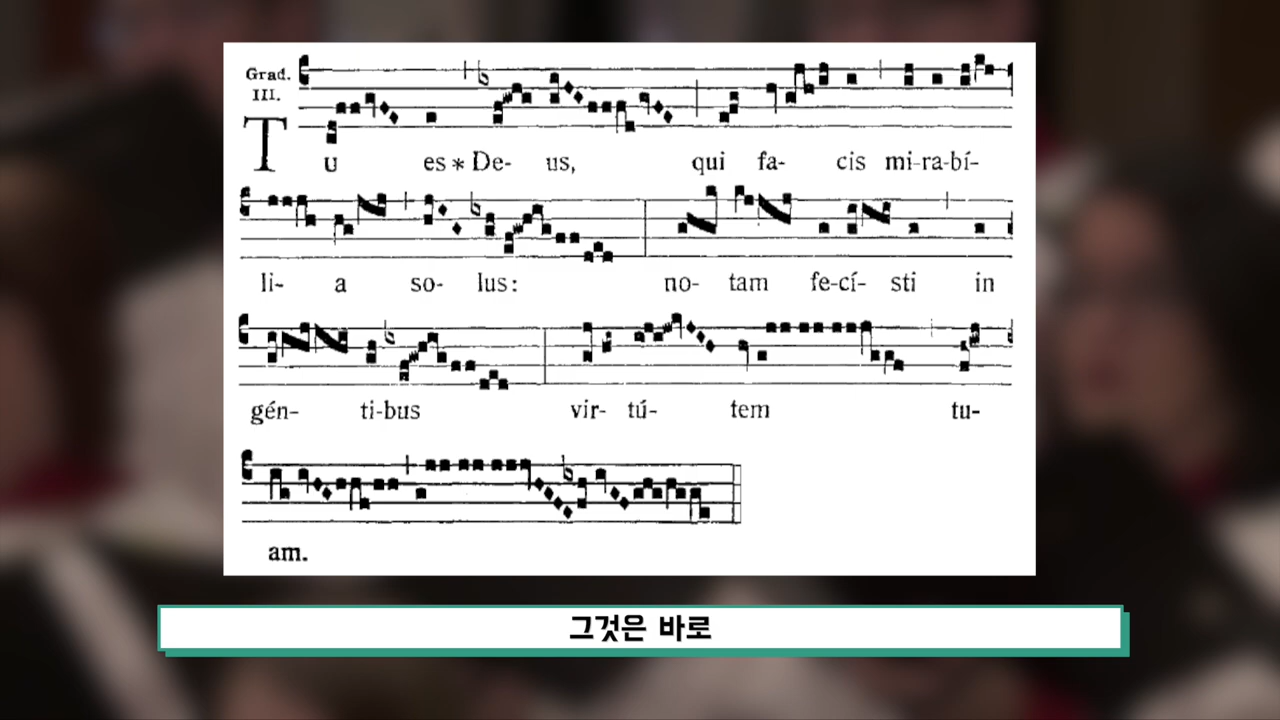 Grad.
III.
TU es * De- us, qui fa- cis mi-ra-bí-
li- a so- lus: no- tam fe-cí- sti in
gén- ti-bus vir- tú- tem tu-
am.
그것은 바로